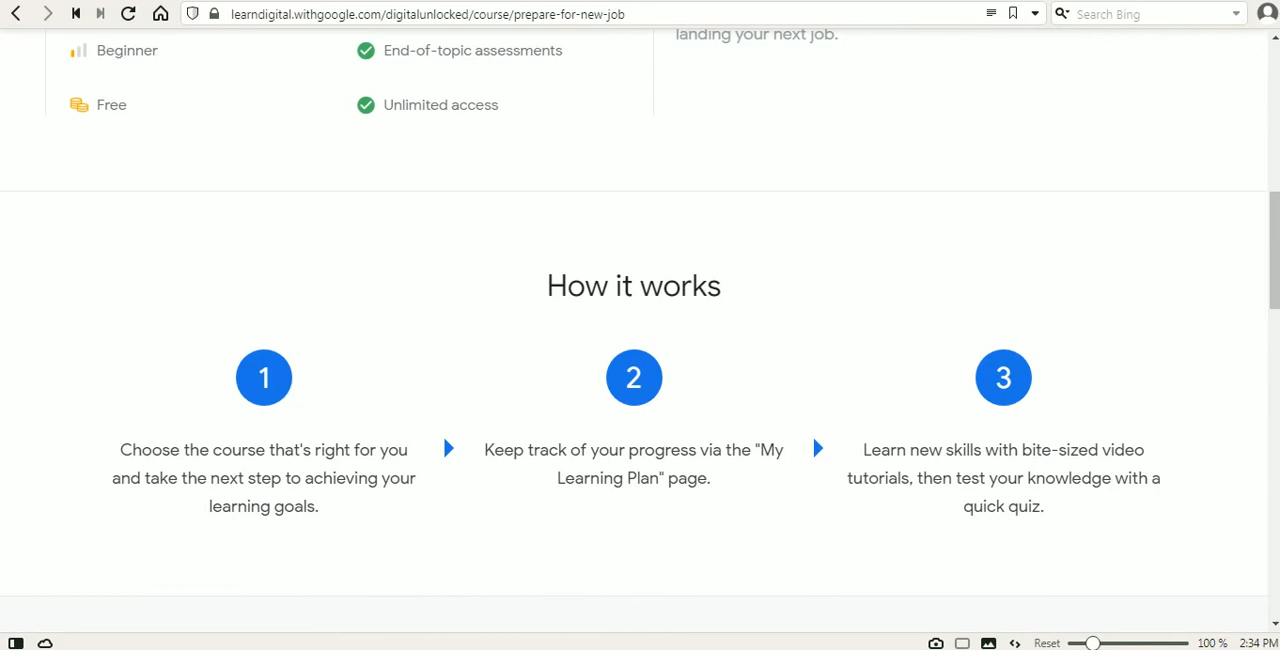 learndigital.withgoogle.com/digitalunlocked/course/prepare-for-new-job
Search Bing
Beginner
End-of-topic assessments
landing your next job.
Free
Unlimited access
How it works
1
2
3
Choose the course that's right for you
and take the next step to achieving your
learning goals.
Keep track of your progress via the "My
Learning Plan" page.
Learn new skills with bite-sized video
tutorials, then test your knowledge with a
quick quiz.
Reset
100 %
2:34 PM